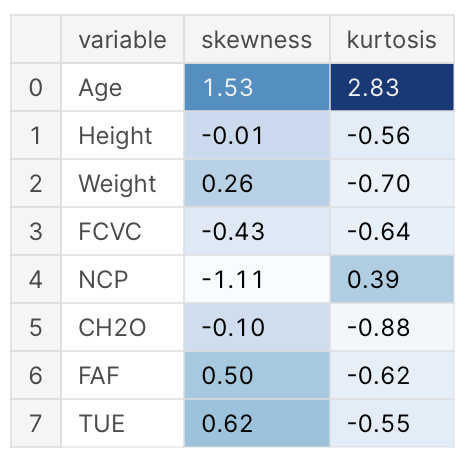 variable skewness kurtosis
0 Age 1.53 2.83
1 Height -0.01 -0.56
2 Weight 0.26 -0.70
3 FCVC -0.43 -0.64
4 NCP -1.11 0.39
5 CH2O -0.10 -0.88
6 FAF 0.50 -0.62
7 TUE 0.62 -0.55